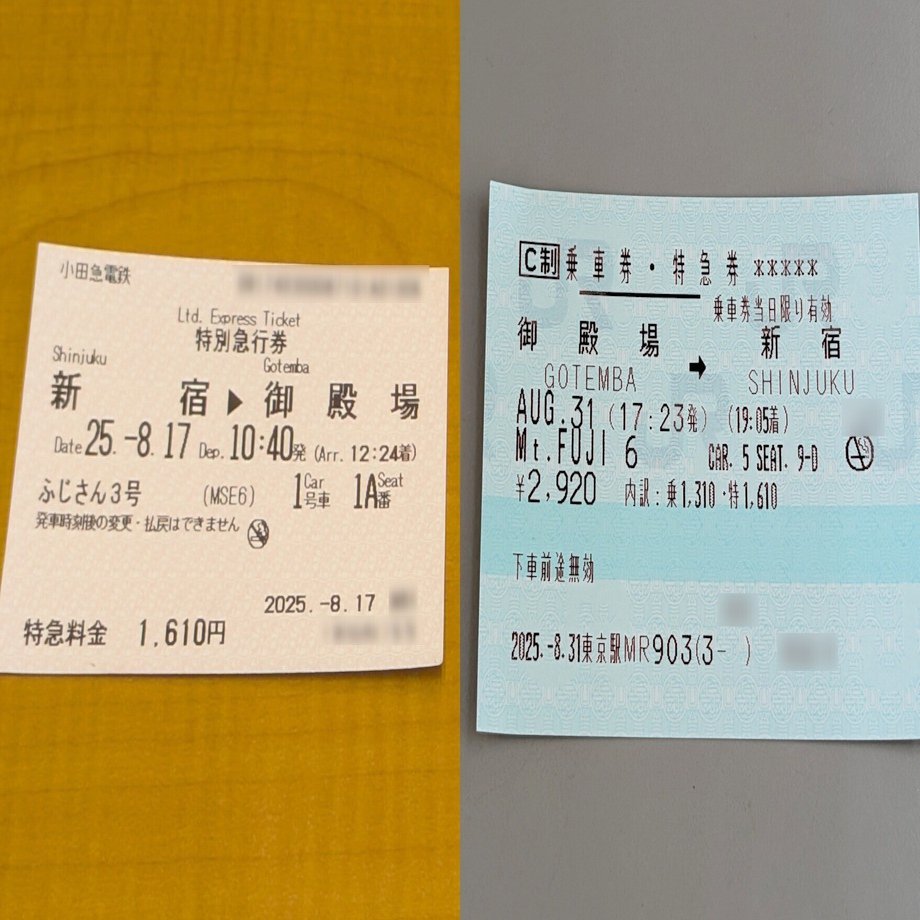 小田急電鉄
Ltd. Express Ticket
特別急行券
Shinjuku Gotemba
新宿▶御殿場
Date 25.-8.17 Dep. 10:40発 (Arr. 12:24着)
ふじさん3号 (MSE6) 1 Car 号車 1A Seat 番
発車時刻後の変更・払戻はできません
2025.-8.17
特急料金 1,610円
C制 乗車券・特急券 *****
乗車券当日限り有効
御殿場 ➡ 新宿
GOTEMBA SHINJUKU
AUG.31 (17:23発) (19:05着)
Mt.FUJI 6 CAR. 5 SEAT. 9-D
¥2,920 内訳:乗1,310・特1,610
下車前途無効
2025.-8.31東京駅MR903(3- )